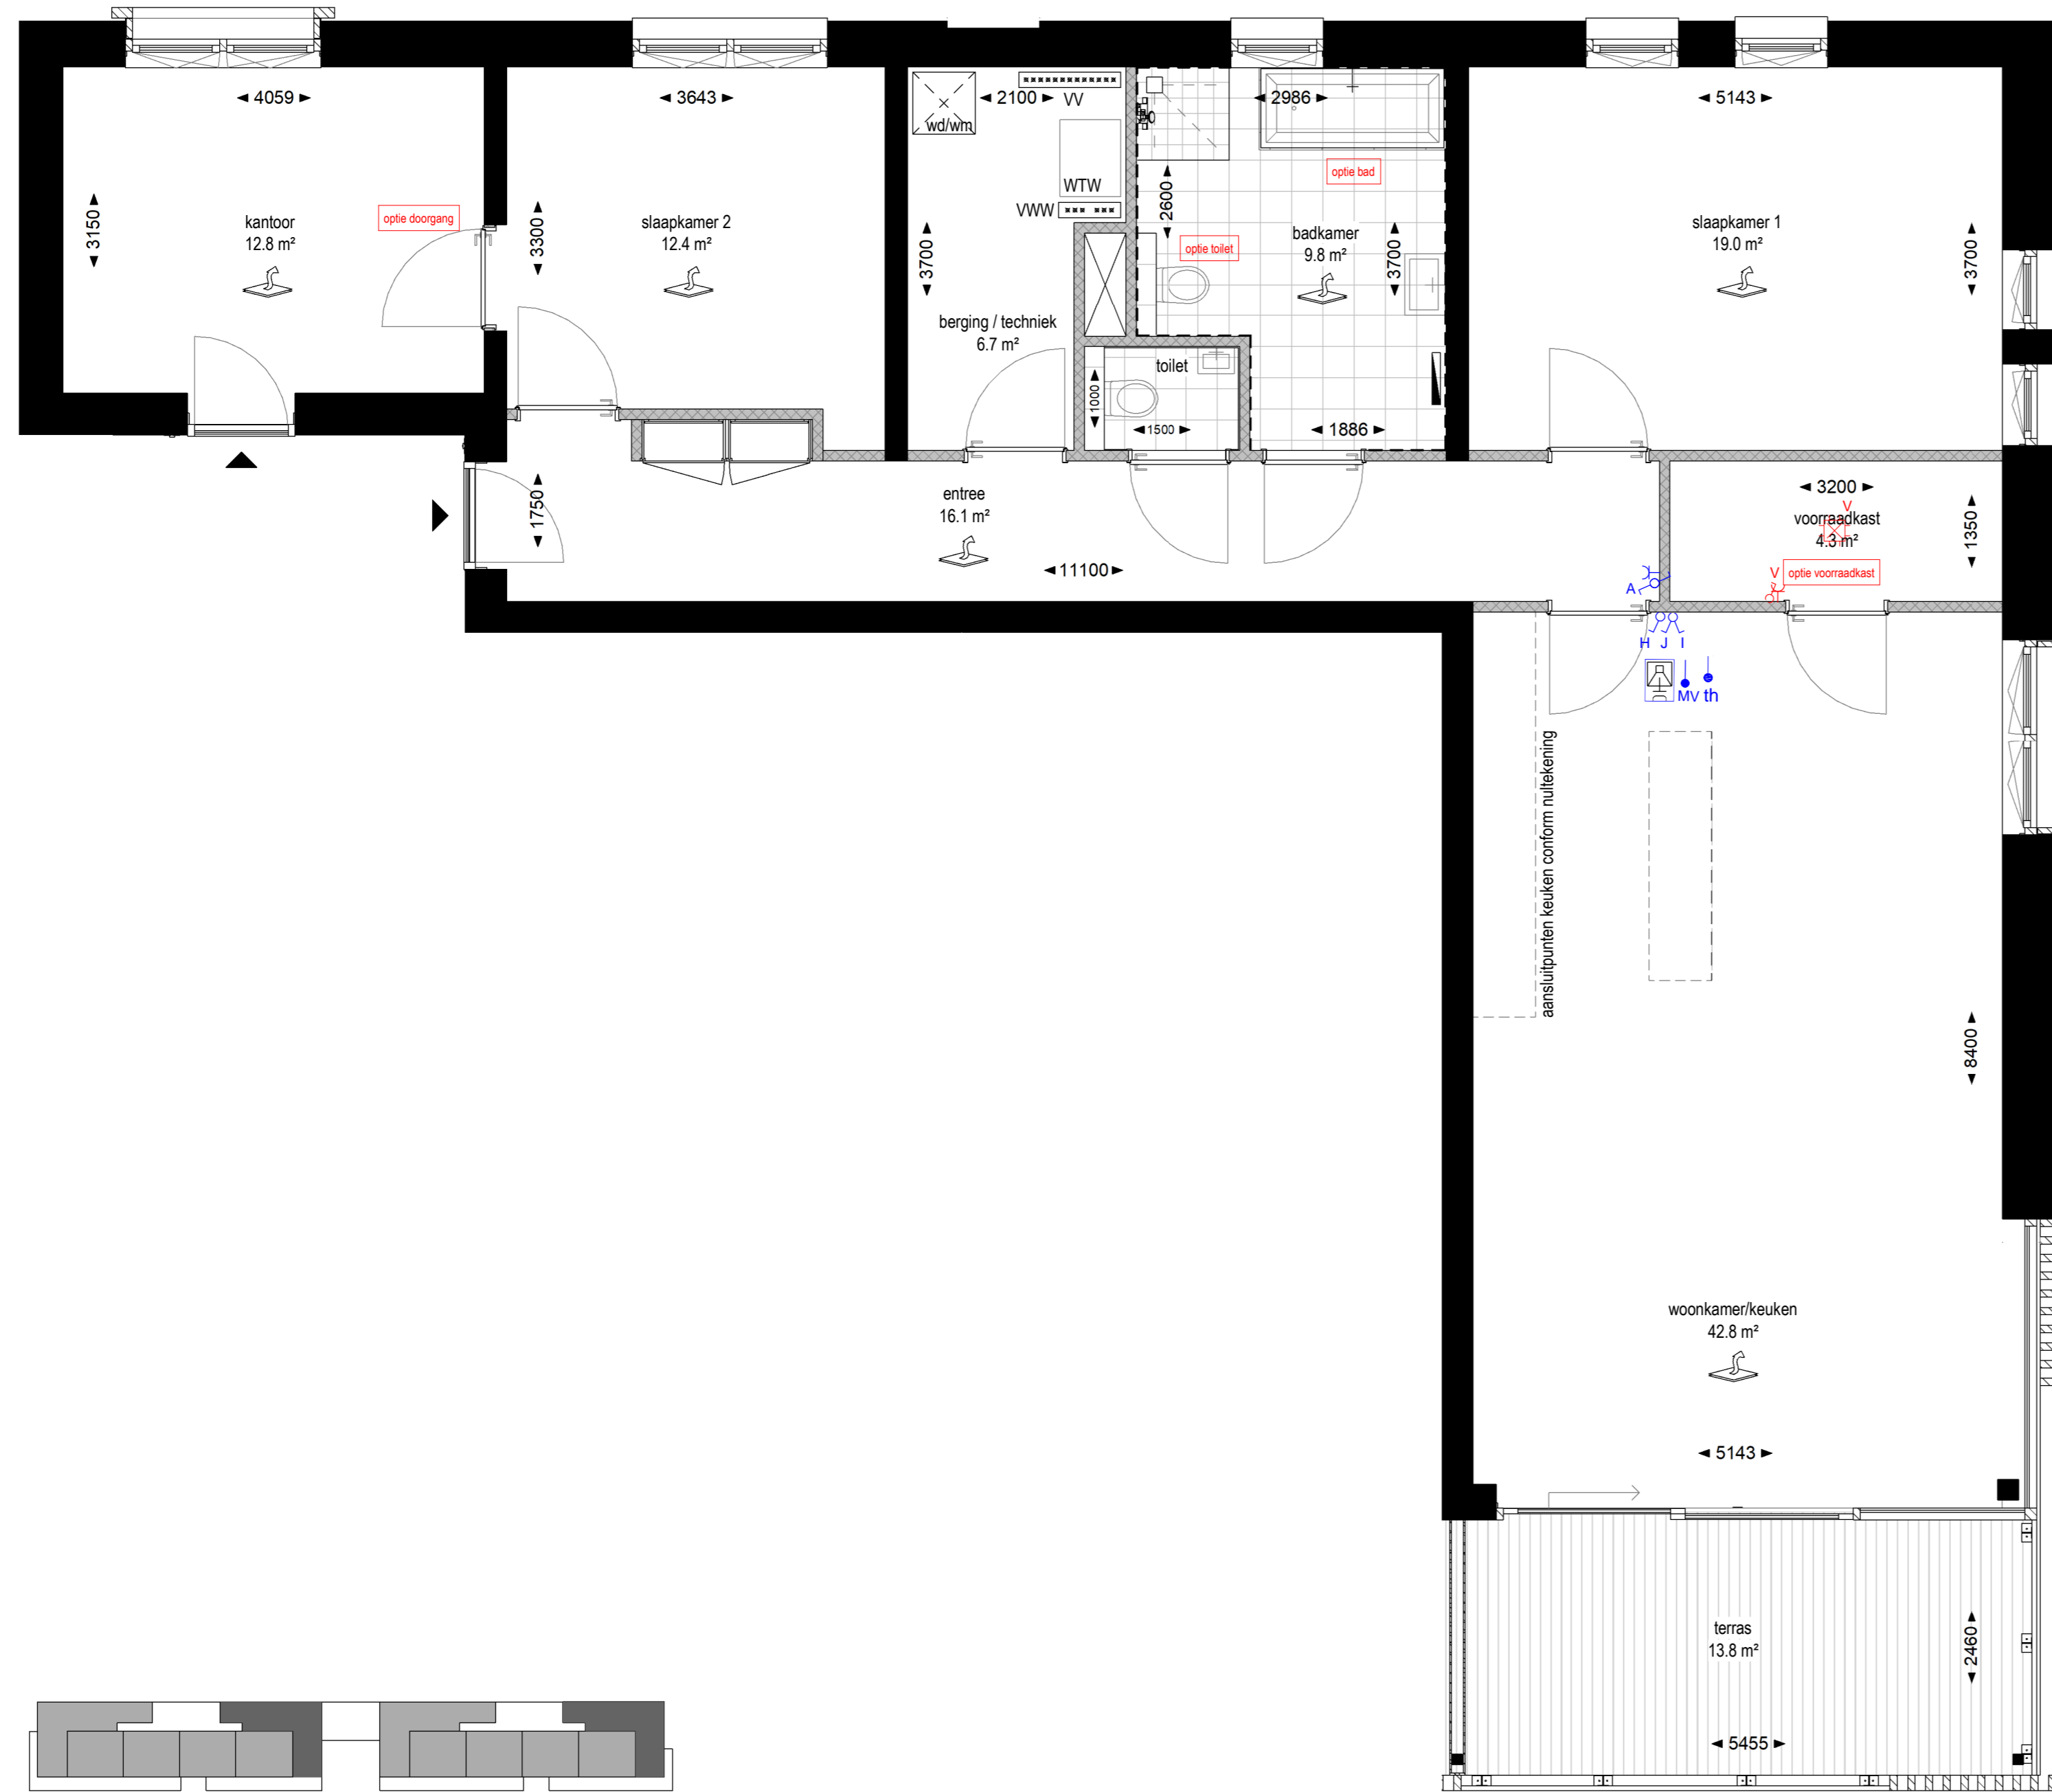 4059
3643
2100
VV
wd/wm
2986
5143
WTW
VWW
optie bad
3150
kantoor
12.8 m²
optie doorgang
3300
slaapkamer 2
12.4 m²
3700
2600
optie toilet
badkamer
9.8 m²
3700
slaapkamer 1
19.0 m²
3700
berging / techniek
6.7 m²
toilet
1000
1500
1886
1750
entree
16.1 m²
11100
3200
V
voorraadkast
4.3 m²
1350
V
optie voorraadkast
A
H J I
MV th
aansluitpunten keuken conform nultekening
8400
woonkamer/keuken
42.8 m²
5143
terras
13.8 m²
2460
5455